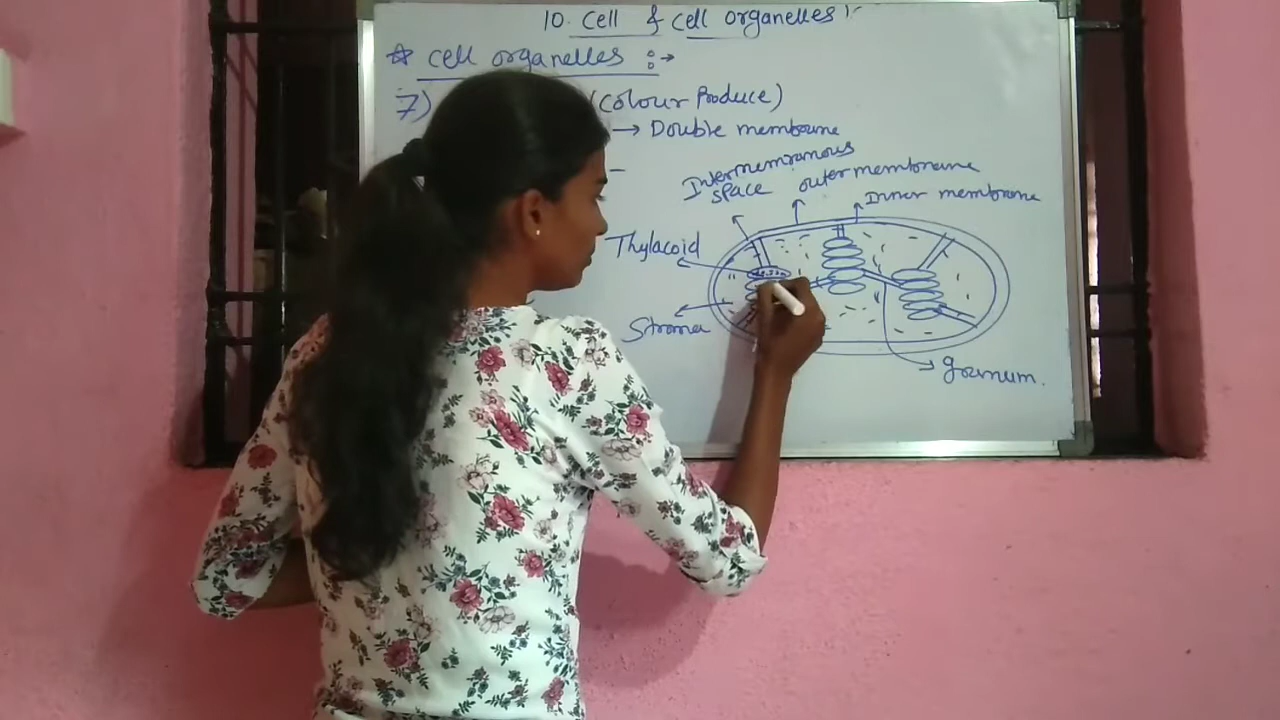 10. Cell & cell organelles :-
☆ cell organelles :→
7) (Colour Produce)
→ Double membrane
Intermemranous
space
outer membrane
Inner membrane
Thylacoid
Stroma
granum.